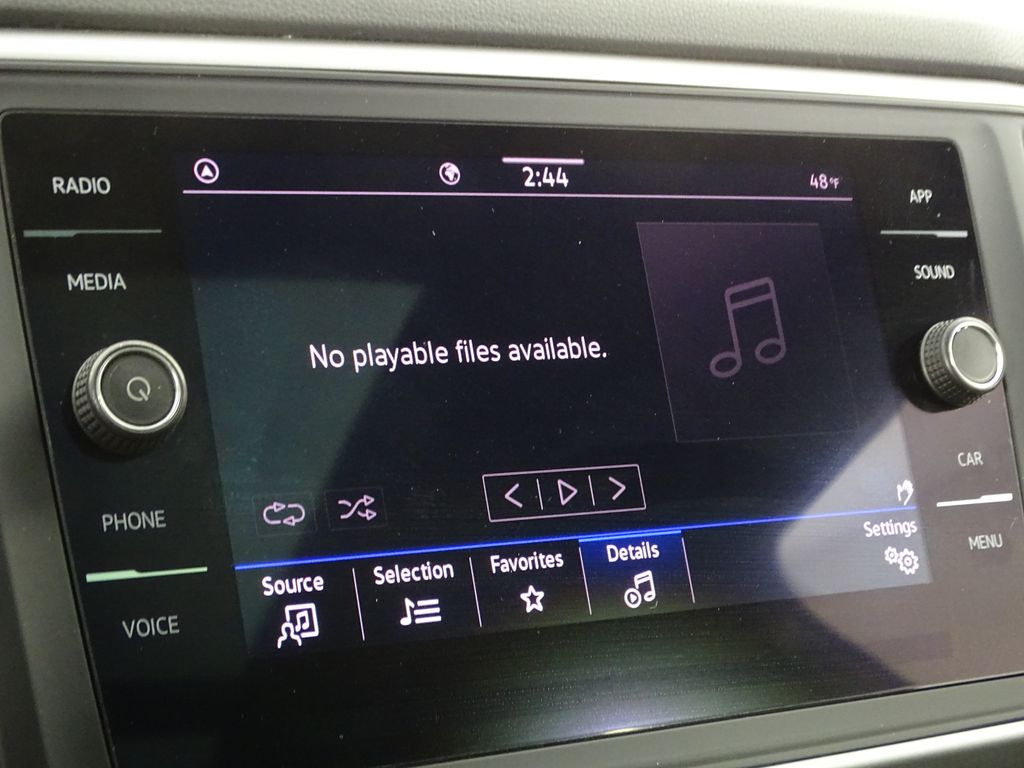 RADIO
MEDIA
PHONE
VOICE
2:44
48°F
No playable files available.
Source
Selection
Favorites
Details
Settings
APP
SOUND
CAR
MENU